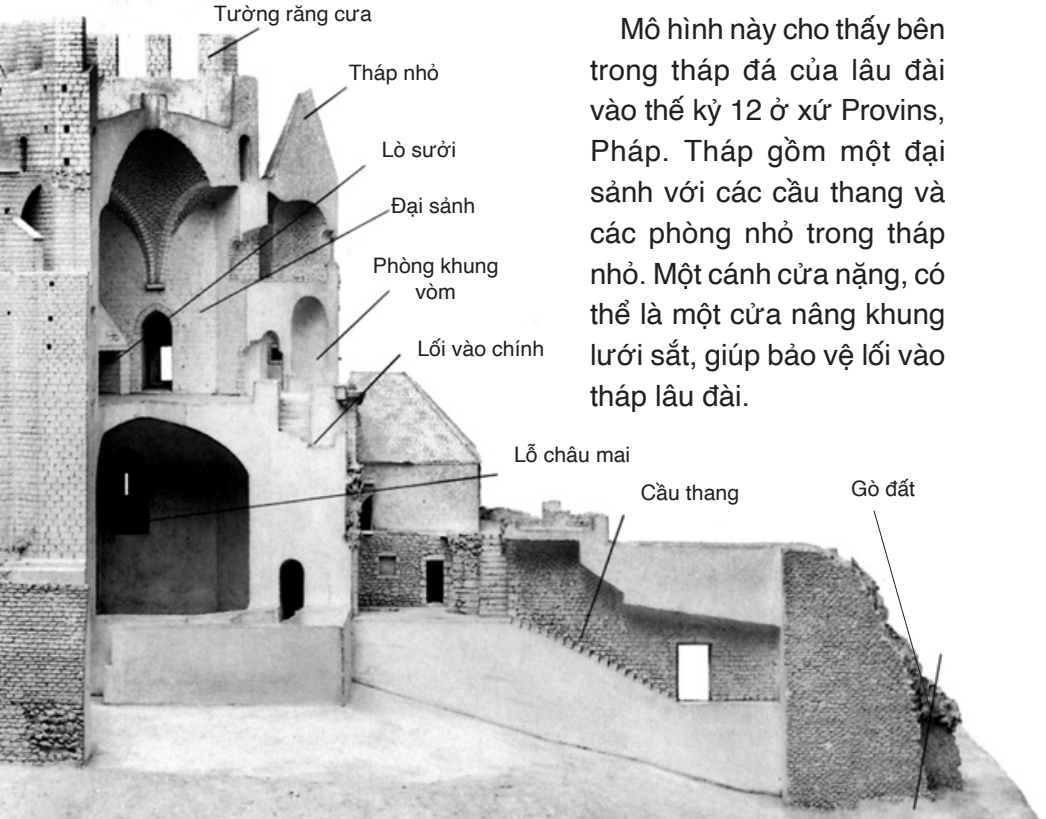 Tường răng cưa
Tháp nhỏ
Lò sưởi
Đại sảnh
Phòng khung
vòm
Lối vào chính
Lỗ châu mai
Cầu thang
Gò đất
Mô hình này cho thấy bên
trong tháp đá của lâu đài
vào thế kỷ 12 ở xứ Provins,
Pháp. Tháp gồm một đại
sảnh với các cầu thang và
các phòng nhỏ trong tháp
nhỏ. Một cánh cửa nặng, có
thể là một cửa nâng khung
lưới sắt, giúp bảo vệ lối vào
tháp lâu đài.